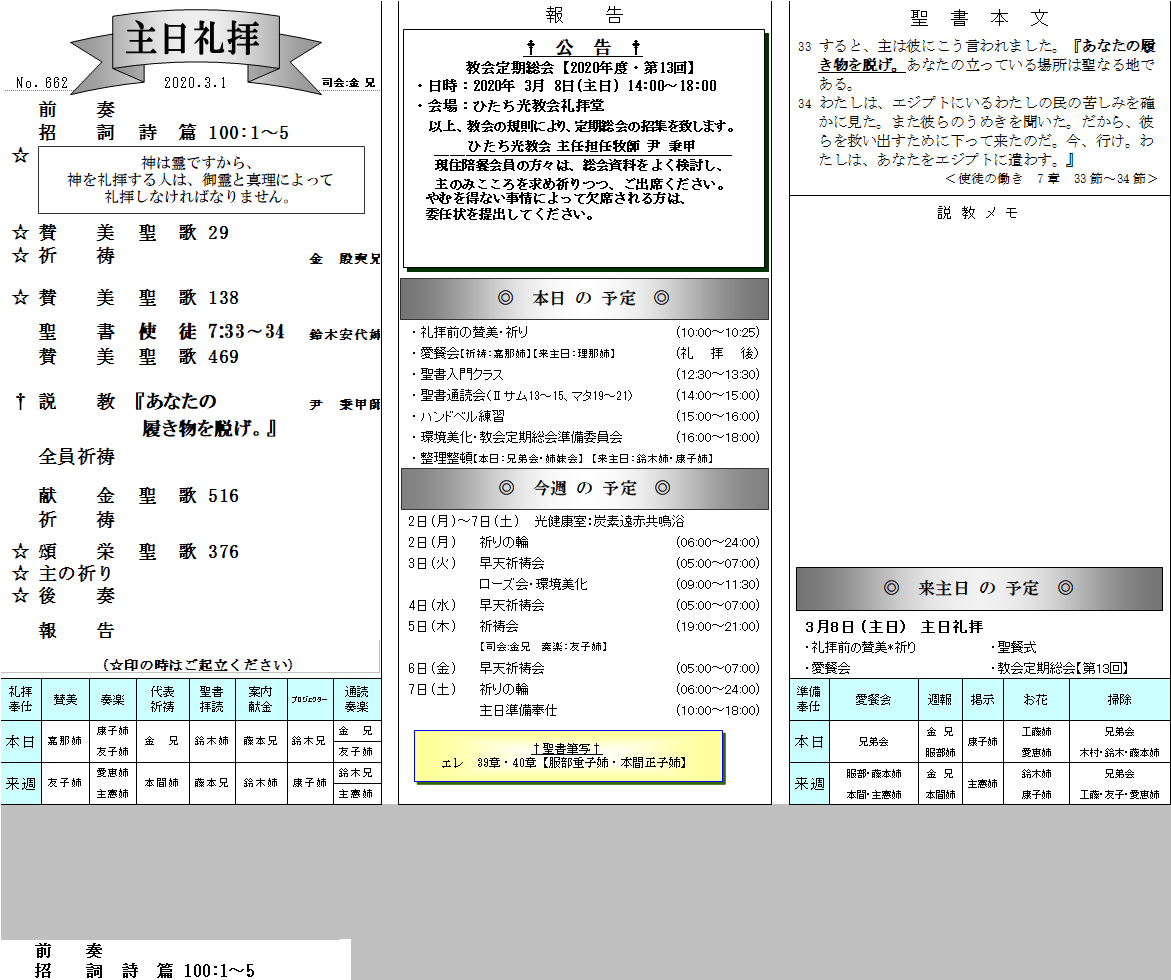 主日礼拝
No. 662　2020.3.1　司会:金 兄
前　奏
招　詞　詩　篇　100:1～5
☆
神は霊ですから、
神を礼拝する人は、御霊と真理によって
礼拝しなければなりません。
☆ 賛　美　聖　歌　29
☆ 祈　祷　金　殷奭兄
☆ 賛　美　聖　歌　138
聖　書　使　徒　7:33～34　鈴木安代姉
賛　美　聖　歌　469
† 説　教　『あなたの　尹　秉甲師
履き物を脱げ。』
全員祈祷
献　金　聖　歌　516
祈　祷
☆ 頌　栄　聖　歌　376
☆ 主の祈り
☆ 後　奏
報　告
(☆印の時はご起立ください)
礼拝奉仕　賛美　奏楽　代表祈祷　聖書拝読　案内献金　プロジェクター　通読奏楽
本日　嘉那姉　康子姉　友子姉　金　兄　鈴木姉　藤本兄　鈴木兄　金　兄　友子姉
来週　友子姉　愛恵姉　主憲姉　本間姉　藤本兄　鈴木姉　康子姉　鈴木兄　主憲姉
報　告
† 公　告 †
教会定期総会【2020年度・第13回】
・日時：2020年 3月 8日(主日) 14:00～18:00
・会場：ひたち光教会礼拝堂
以上、教会の規則により、定期総会の招集を致します。
ひたち光教会 主任担任牧師 尹 秉甲
現住陪餐会員の方々は、総会資料をよく検討し、
主のみこころを求め祈りつつ、ご出席ください。
やむを得ない事情によって欠席される方は、
委任状を提出してください。
◎　本日 の 予定　◎
・礼拝前の賛美・祈り　(10:00～10:25)
・愛餐会【祈祷：嘉那姉】【来主日：理那姉】　(礼　拝　後)
・聖書入門クラス　(12:30～13:30)
・聖書通読会(Ⅱサム13～15、マタ19～21)　(14:00～15:00)
・ハンドベル練習　(15:00～16:00)
・環境美化・教会定期総会準備委員会　(16:00～18:00)
・整理整頓【本日：兄弟会・姉妹会】【来主日：鈴木姉・康子姉】
◎　今週 の 予定　◎
2日(月)～7日(土)　光健康室：炭素遠赤共鳴浴
2日(月)　祈りの輪　(06:00～24:00)
3日(火)　早天祈祷会　(05:00～07:00)
ローズ会・環境美化　(09:00～11:30)
4日(水)　早天祈祷会　(05:00～07:00)
5日(木)　祈祷会　(19:00～21:00)
【司会：金兄　奏楽：友子姉】
6日(金)　早天祈祷会　(05:00～07:00)
7日(土)　祈りの輪　(06:00～24:00)
主日準備奉仕　(10:00～18:00)
†聖書筆写†
エレ　39章・40章【服部重子姉・本間正子姉】
聖 書 本 文
33 すると、主は彼にこう言われました。『あなたの履
き物を脱げ。あなたの立っている場所は聖なる地で
ある。
34 わたしは、エジプトにいるわたしの民の苦しみを確
かに見た。また彼らのうめきを聞いた。だから、彼
らを救い出すために下って来たのだ。今、行け。わ
たしは、あなたをエジプトに遣わす。』
＜使徒の働き　7章　33節～34節＞
説 教 メ モ
◎　来主日 の 予定　◎
3月8日(主日)　主日礼拝
・礼拝前の賛美*祈り　・聖餐式
・愛餐会　・教会定期総会【第13回】
準備奉仕　愛餐会　週報　掲示　お花　掃除
本日　兄弟会　金　兄　服部姉　康子姉　工藤姉　愛恵姉　兄弟会　木村・鈴木・藤本姉
来週　服部・藤本姉　本間・主憲姉　金　兄　本間姉　主憲姉　鈴木姉　康子姉　兄弟会　工藤・友子・愛恵姉
前　奏
招　詞　詩　篇　100:1～5